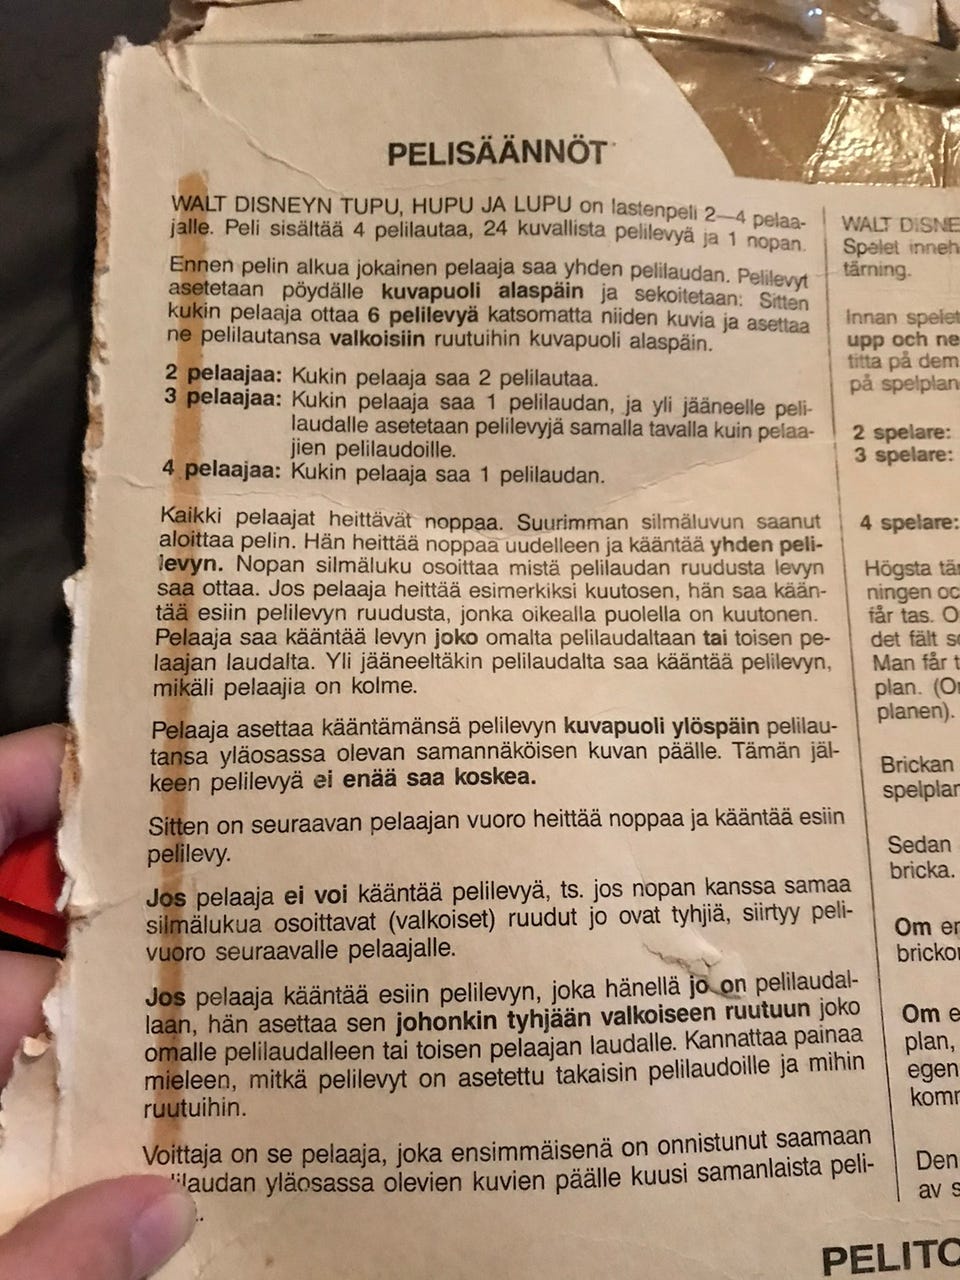 PELISÄÄNNÖT
WALT DISNEYN TUPU, HUPU JA LUPU on lastenpeli 2–4 pelaa-
jalle. Peli sisältää 4 pelilautaa, 24 kuvallista pelilevyä ja 1 nopan.
Ennen pelin alkua jokainen pelaaja saa yhden pelilaudan. Pelilevyt
asetetaan pöydälle kuvapuoli alaspäin ja sekoitetaan: Sitten
kukin pelaaja ottaa 6 pelilevyä katsomatta niiden kuvia ja asettaa
ne pelilautansa valkoisiin ruutuihin kuvapuoli alaspäin.
2 pelaajaa: Kukin pelaaja saa 2 pelilautaa.
3 pelaajaa: Kukin pelaaja saa 1 pelilaudan, ja yli jääneelle peli-
laudalle asetetaan pelilevyjä samalla tavalla kuin pelaa-
jien pelilaudoille.
4 pelaajaa: Kukin pelaaja saa 1 pelilaudan.
Kaikki pelaajat heittävät noppaa. Suurimman silmäluvun saanut
aloittaa pelin. Hän heittää noppaa uudelleen ja kääntää yhden peli-
levyn. Nopan silmäluku osoittaa mistä pelilaudan ruudusta levyn
saa ottaa. Jos pelaaja heittää esimerkiksi kuutosen, hän saa kään-
tää esiin pelilevyn ruudusta, jonka oikealla puolella on kuutonen.
Pelaaja saa kääntää levyn joko omalta pelilaudaltaan tai toisen pe-
laajan laudalta. Yli jääneeltäkin pelilaudalta saa kääntää pelilevyn,
mikäli pelaajia on kolme.
Pelaaja asettaa kääntämänsä pelilevyn kuvapuoli ylöspäin pelilau-
tansa yläosassa olevan samannäköisen kuvan päälle. Tämän jäl-
keen pelilevyä ei enää saa koskea.
Sitten on seuraavan pelaajan vuoro heittää noppaa ja kääntää esiin
pelilevy.
Jos pelaaja ei voi kääntää pelilevyä, ts. jos nopan kanssa samaa
silmälukua osoittavat (valkoiset) ruudut jo ovat tyhjiä, siirtyy peli-
vuoro seuraavalle pelaajalle.
Jos pelaaja kääntää esiin pelilevyn, joka hänellä jo on pelilaudal-
laan, hän asettaa sen johonkin tyhjään valkoiseen ruutuun joko
omalle pelilaudalleen tai toisen pelaajan laudalle. Kannattaa painaa
mieleen, mitkä pelilevyt on asetettu takaisin pelilaudoille ja mihin
ruutuihin.
Voittaja on se pelaaja, joka ensimmäisenä on onnistunut saamaan
laudan yläosassa olevien kuvien päälle kuusi samanlaista peli-
WALT DISNE
Spelet inneh
tärning.
Innan spelet
upp och ne
titta på dem
på spelplan
2 spelare:
3 spelare:
4 spelare:
Högsta tär
ningen oc
får tas. O
det fält so
Man får t
plan. (Or
planen).
Brickan
spelplar
Sedan
bricka.
Om er
brickor
Om e
plan,
egen
komr
Den
av s
PELITO